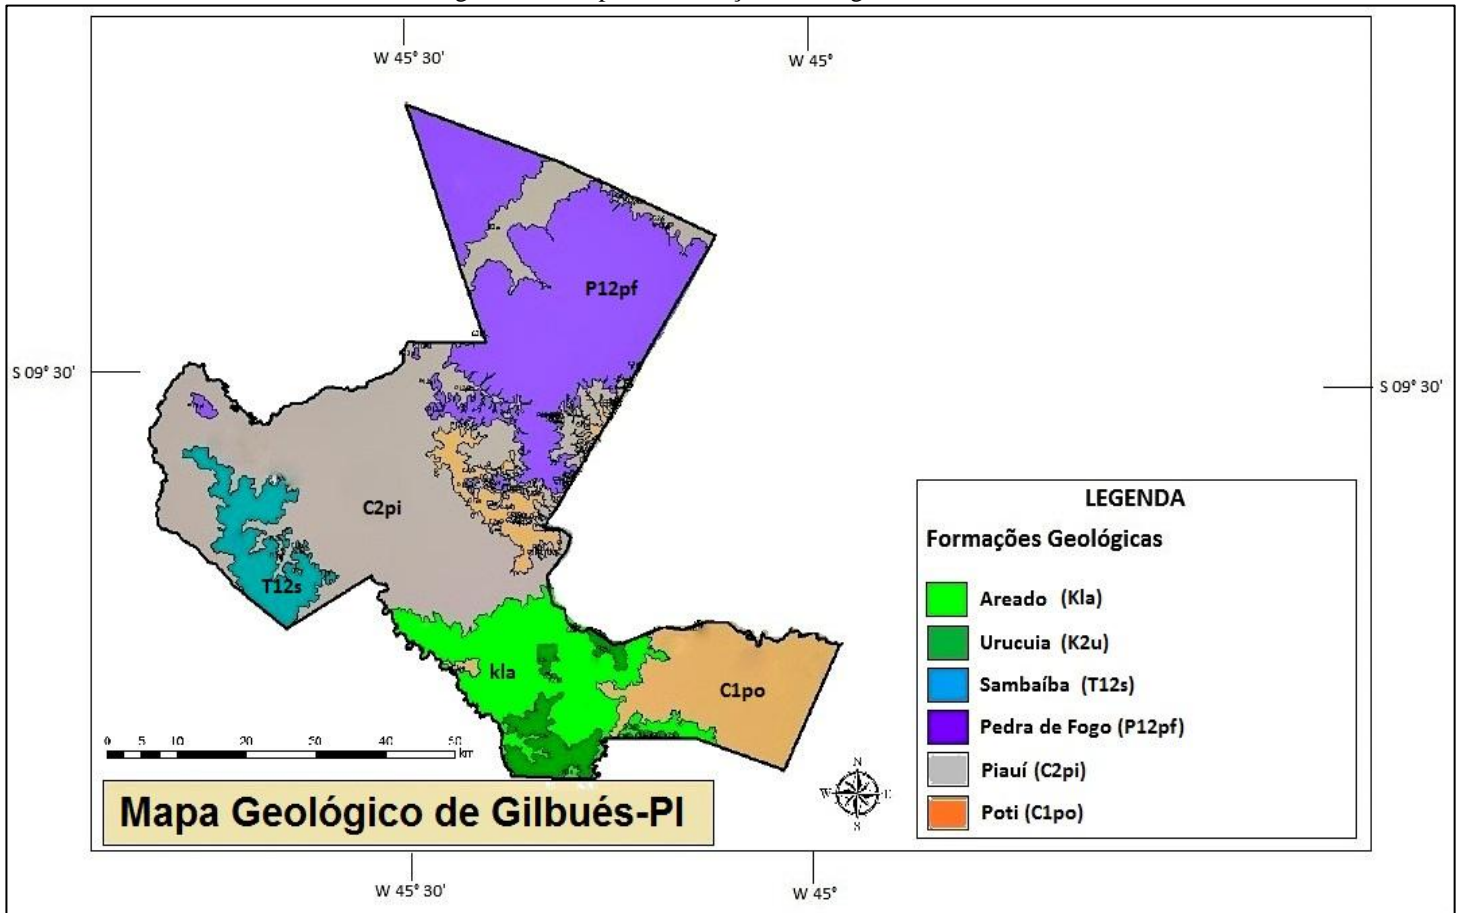 W 45° 30'
W 45°
P12pf
S 09° 30'
S 09° 30'
C2pi
T12s
kla
C1po
LEGENDA
Formações Geológicas
Areado (Kla)
Urucuia (K2u)
Sambaíba (T12s)
Pedra de Fogo (P12pf)
Piauí (C2pi)
Poti (C1po)
0 5 10 20 30 40 50
km
N
W E
S
Mapa Geológico de Gilbués-PI
W 45° 30'
W 45°